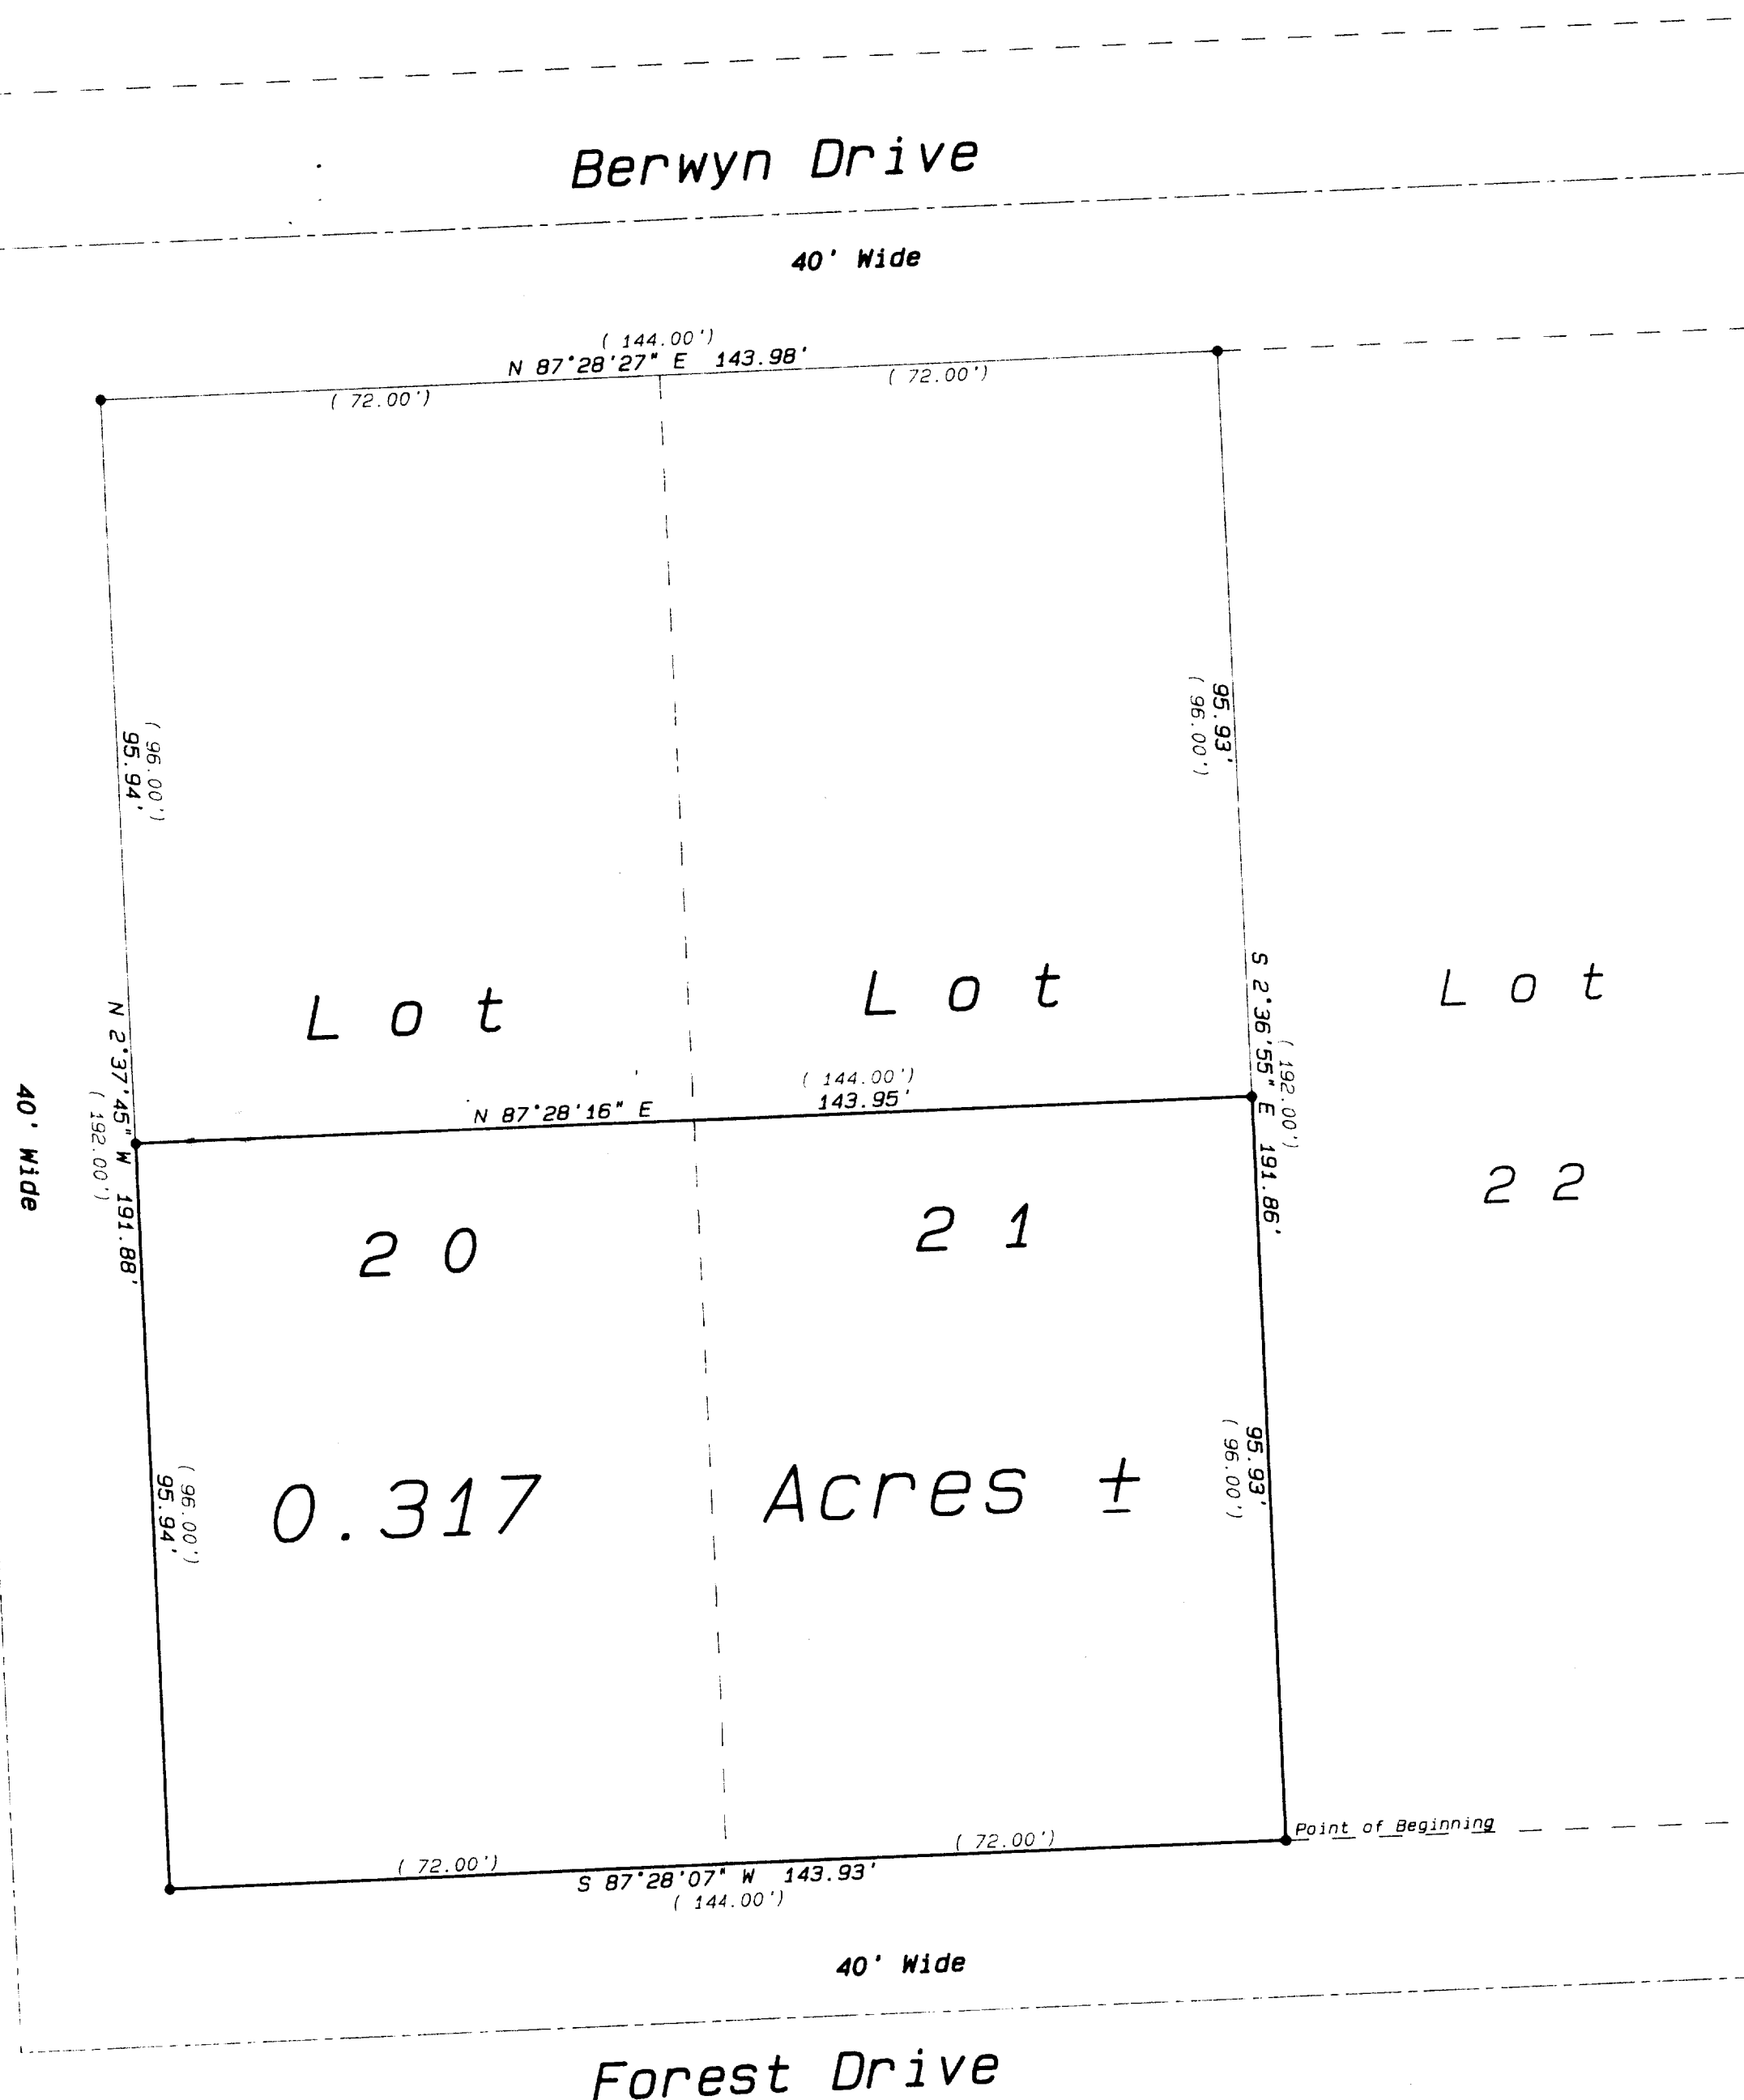 Berwyn Drive
40' Wide
( 144.00')
N 87°28'27" E 143.98'
( 72.00')
( 72.00')
( 96.00')
95.94'
95.93'
( 96.00')
Lot
Lot
Lot
N 2°37'45" W 191.88'
( 192.00')
S 2°36'55" E 191.86'
( 192.00')
( 144.00')
N 87°28'16" E 143.95'
40' Wide
20
21
22
0.317 Acres ±
( 96.00')
95.94'
95.93'
( 96.00')
Point of Beginning
( 72.00')
( 72.00')
S 87°28'07" W 143.93'
( 144.00')
40' Wide
Forest Drive